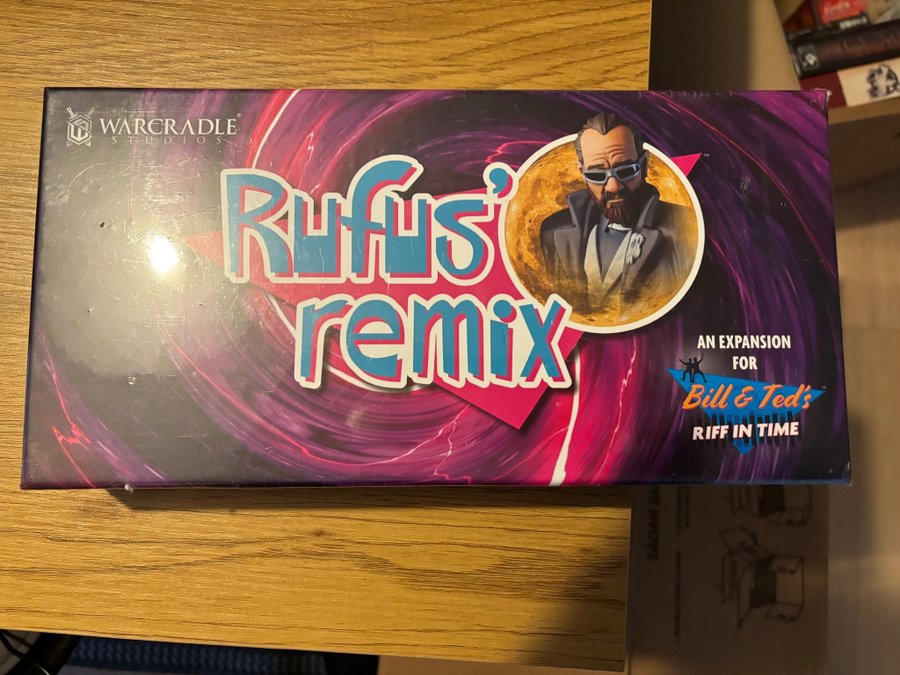 WARCRADLE
STUDIOS
Rufus'
remix
AN EXPANSION
FOR
Bill & Ted's
RIFF IN TIME